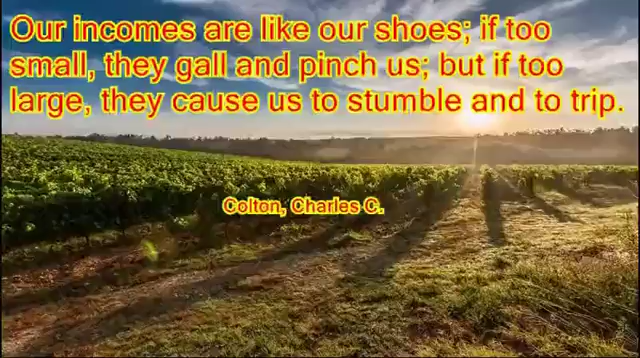 Our incomes are like our shoes; if too
small, they gall and pinch us; but if too
large, they cause us to stumble and to trip.
Colton, Charles C.